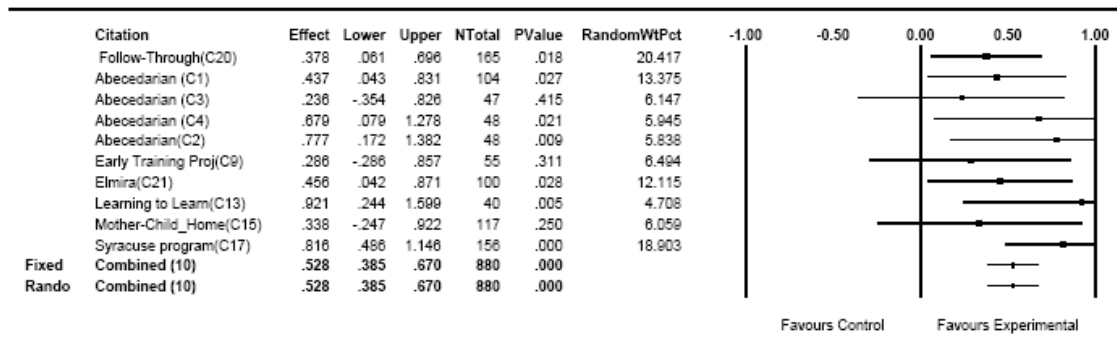 Citation Effect Lower Upper NTotal PValue RandomWtPct -1.00 -0.50 0.00 0.50 1.00
Follow-Through(C20) .378 .061 .696 165 .018 20.417
Abecedarian (C1) .437 .043 .831 104 .027 13.375
Abecedarian (C3) .236 -.354 .826 47 .415 6.147
Abecedarian (C4) .679 .079 1.278 48 .021 5.945
Abecedarian(C2) .777 .172 1.382 48 .009 5.838
Early Training Proj(C9) .286 -.286 .857 55 .311 6.494
Elmira(C21) .456 .042 .871 100 .028 12.115
Learning to Learn(C13) .921 .244 1.599 40 .005 4.708
Mother-Child_Home(C15) .338 -.247 .922 117 .250 6.059
Syracuse program(C17) .816 .486 1.146 156 .000 18.903
Fixed Combined (10) .528 .385 .670 880 .000
Rando Combined (10) .528 .385 .670 880 .000
Favours Control Favours Experimental